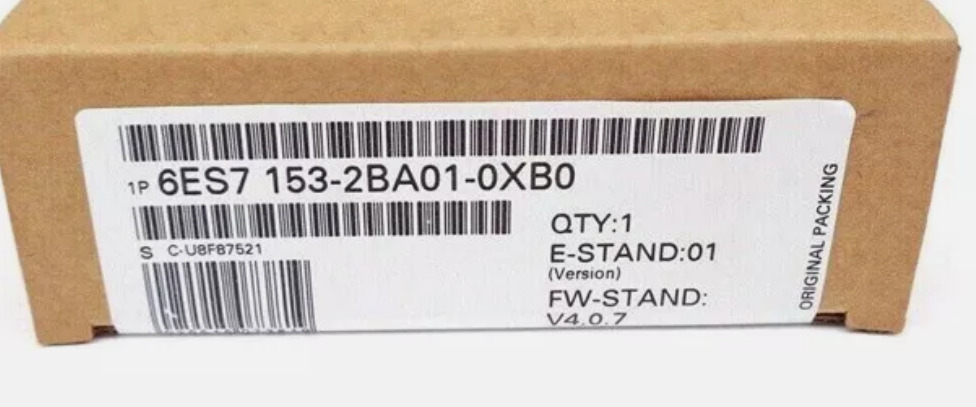 1P 6ES7 153-2BA01-0XB0
S C-U8F87521
QTY:1
E-STAND:01
(Version)
FW-STAND:
V4.0.7
ORIGINAL PACKING